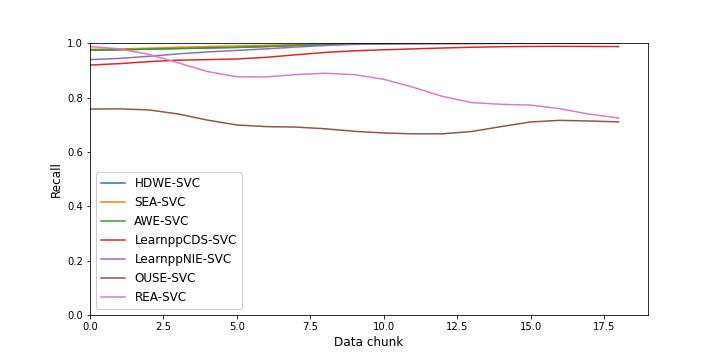 1.0
0.8
0.6
0.4
0.2
0.0
Recall
HDWE-SVC
SEA-SVC
AWE-SVC
LearnppCDS-SVC
LearnppNIE-SVC
OUSE-SVC
REA-SVC
0.0 2.5 5.0 7.5 10.0 12.5 15.0 17.5
Data chunk